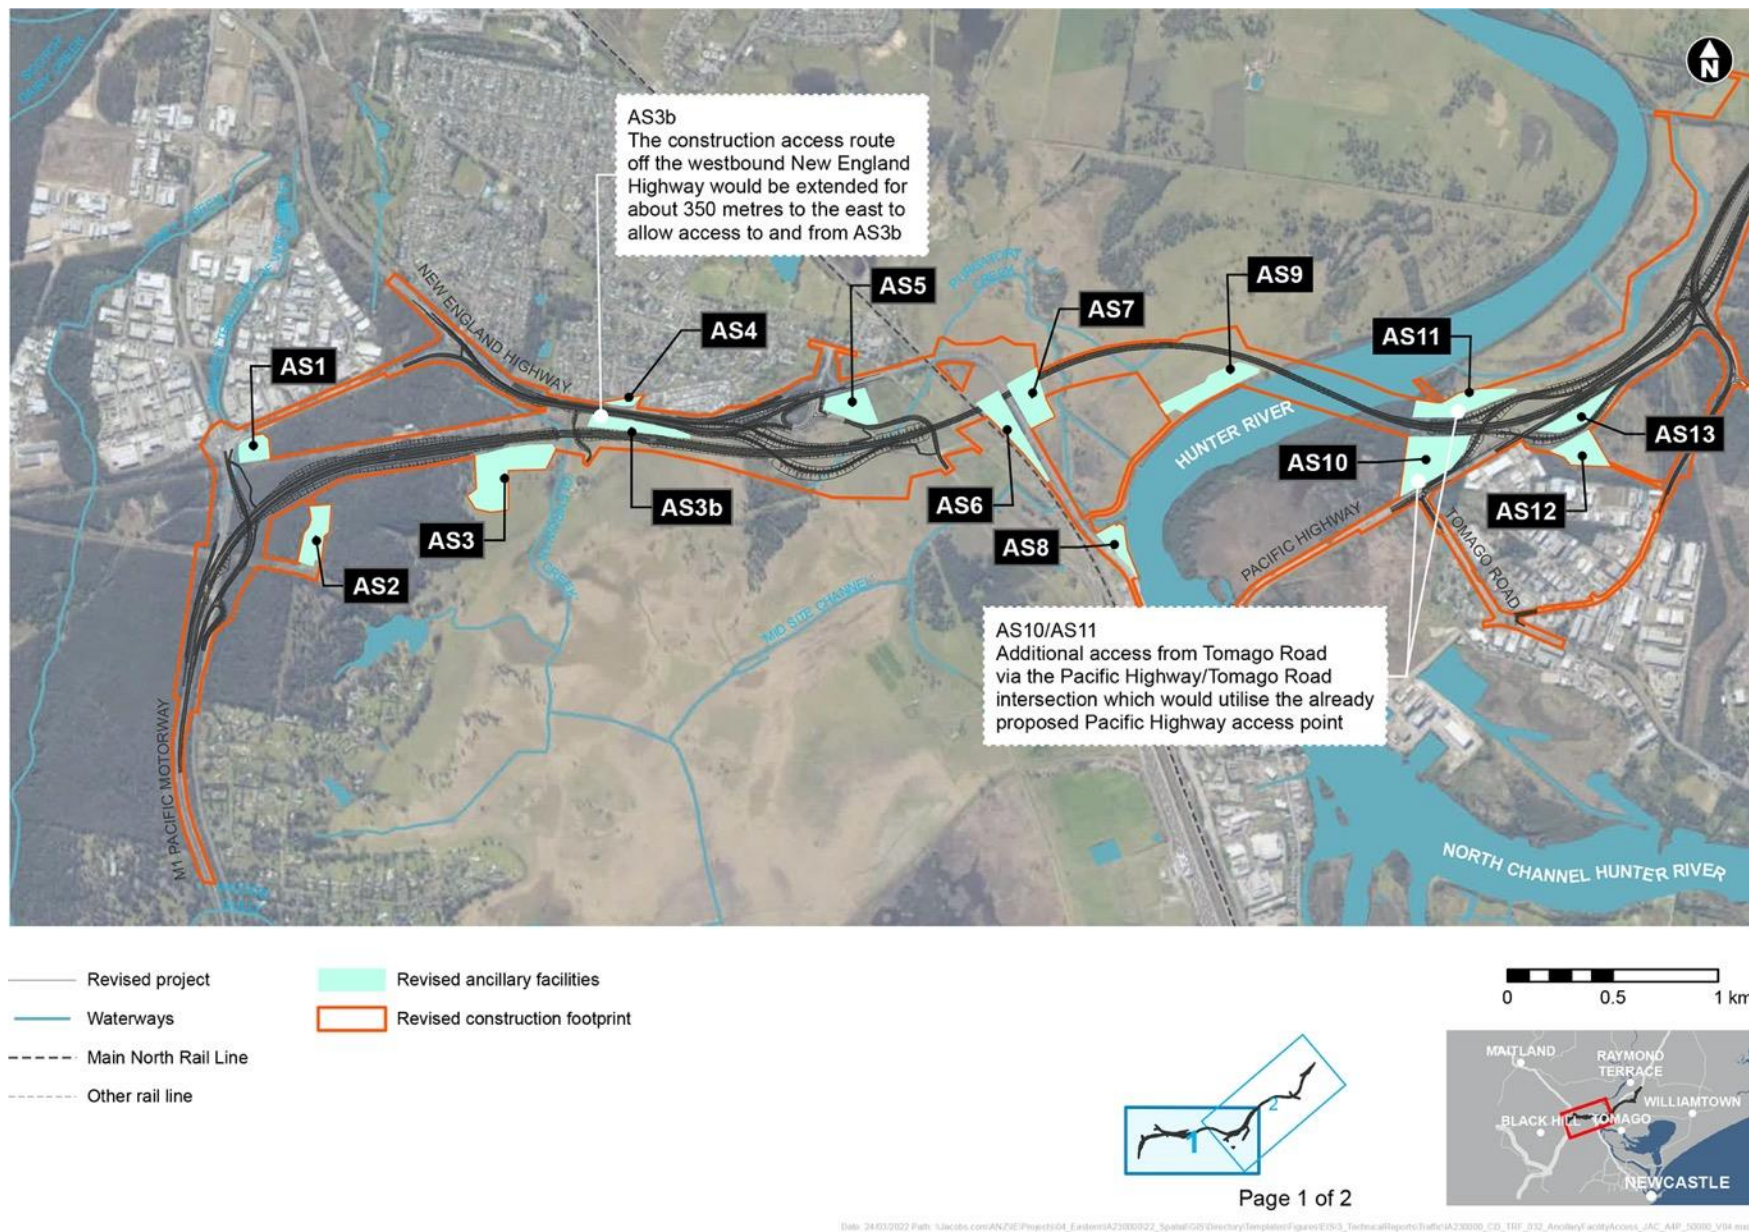 N
AS3b
The construction access route
off the westbound New England
Highway would be extended for
about 350 metres to the east to
allow access to and from AS3b
NEW ENGLAND HIGHWAY
PURGATORY
CREEK
AS1
AS4
AS5
AS7
AS9
AS11
HUNTER RIVER
AS13
AS10
AS3b
AS3
AS6
AS12
AS8
AS2
PACIFIC HIGHWAY
TOMAGO ROAD
CREEK
MID SITE CHANNEL
AS10/AS11
Additional access from Tomago Road
via the Pacific Highway/Tomago Road
intersection which would utilise the already
proposed Pacific Highway access point
M1 PACIFIC MOTORWAY
NORTH CHANNEL HUNTER RIVER
Revised project
Waterways
Main North Rail Line
Other rail line
Revised ancillary facilities
Revised construction footprint
0 0.5 1 km
1
2
Page 1 of 2
MAITLAND
RAYMOND
TERRACE
WILLIAMTOWN
BLACK HILL
TOMAGO
NEWCASTLE